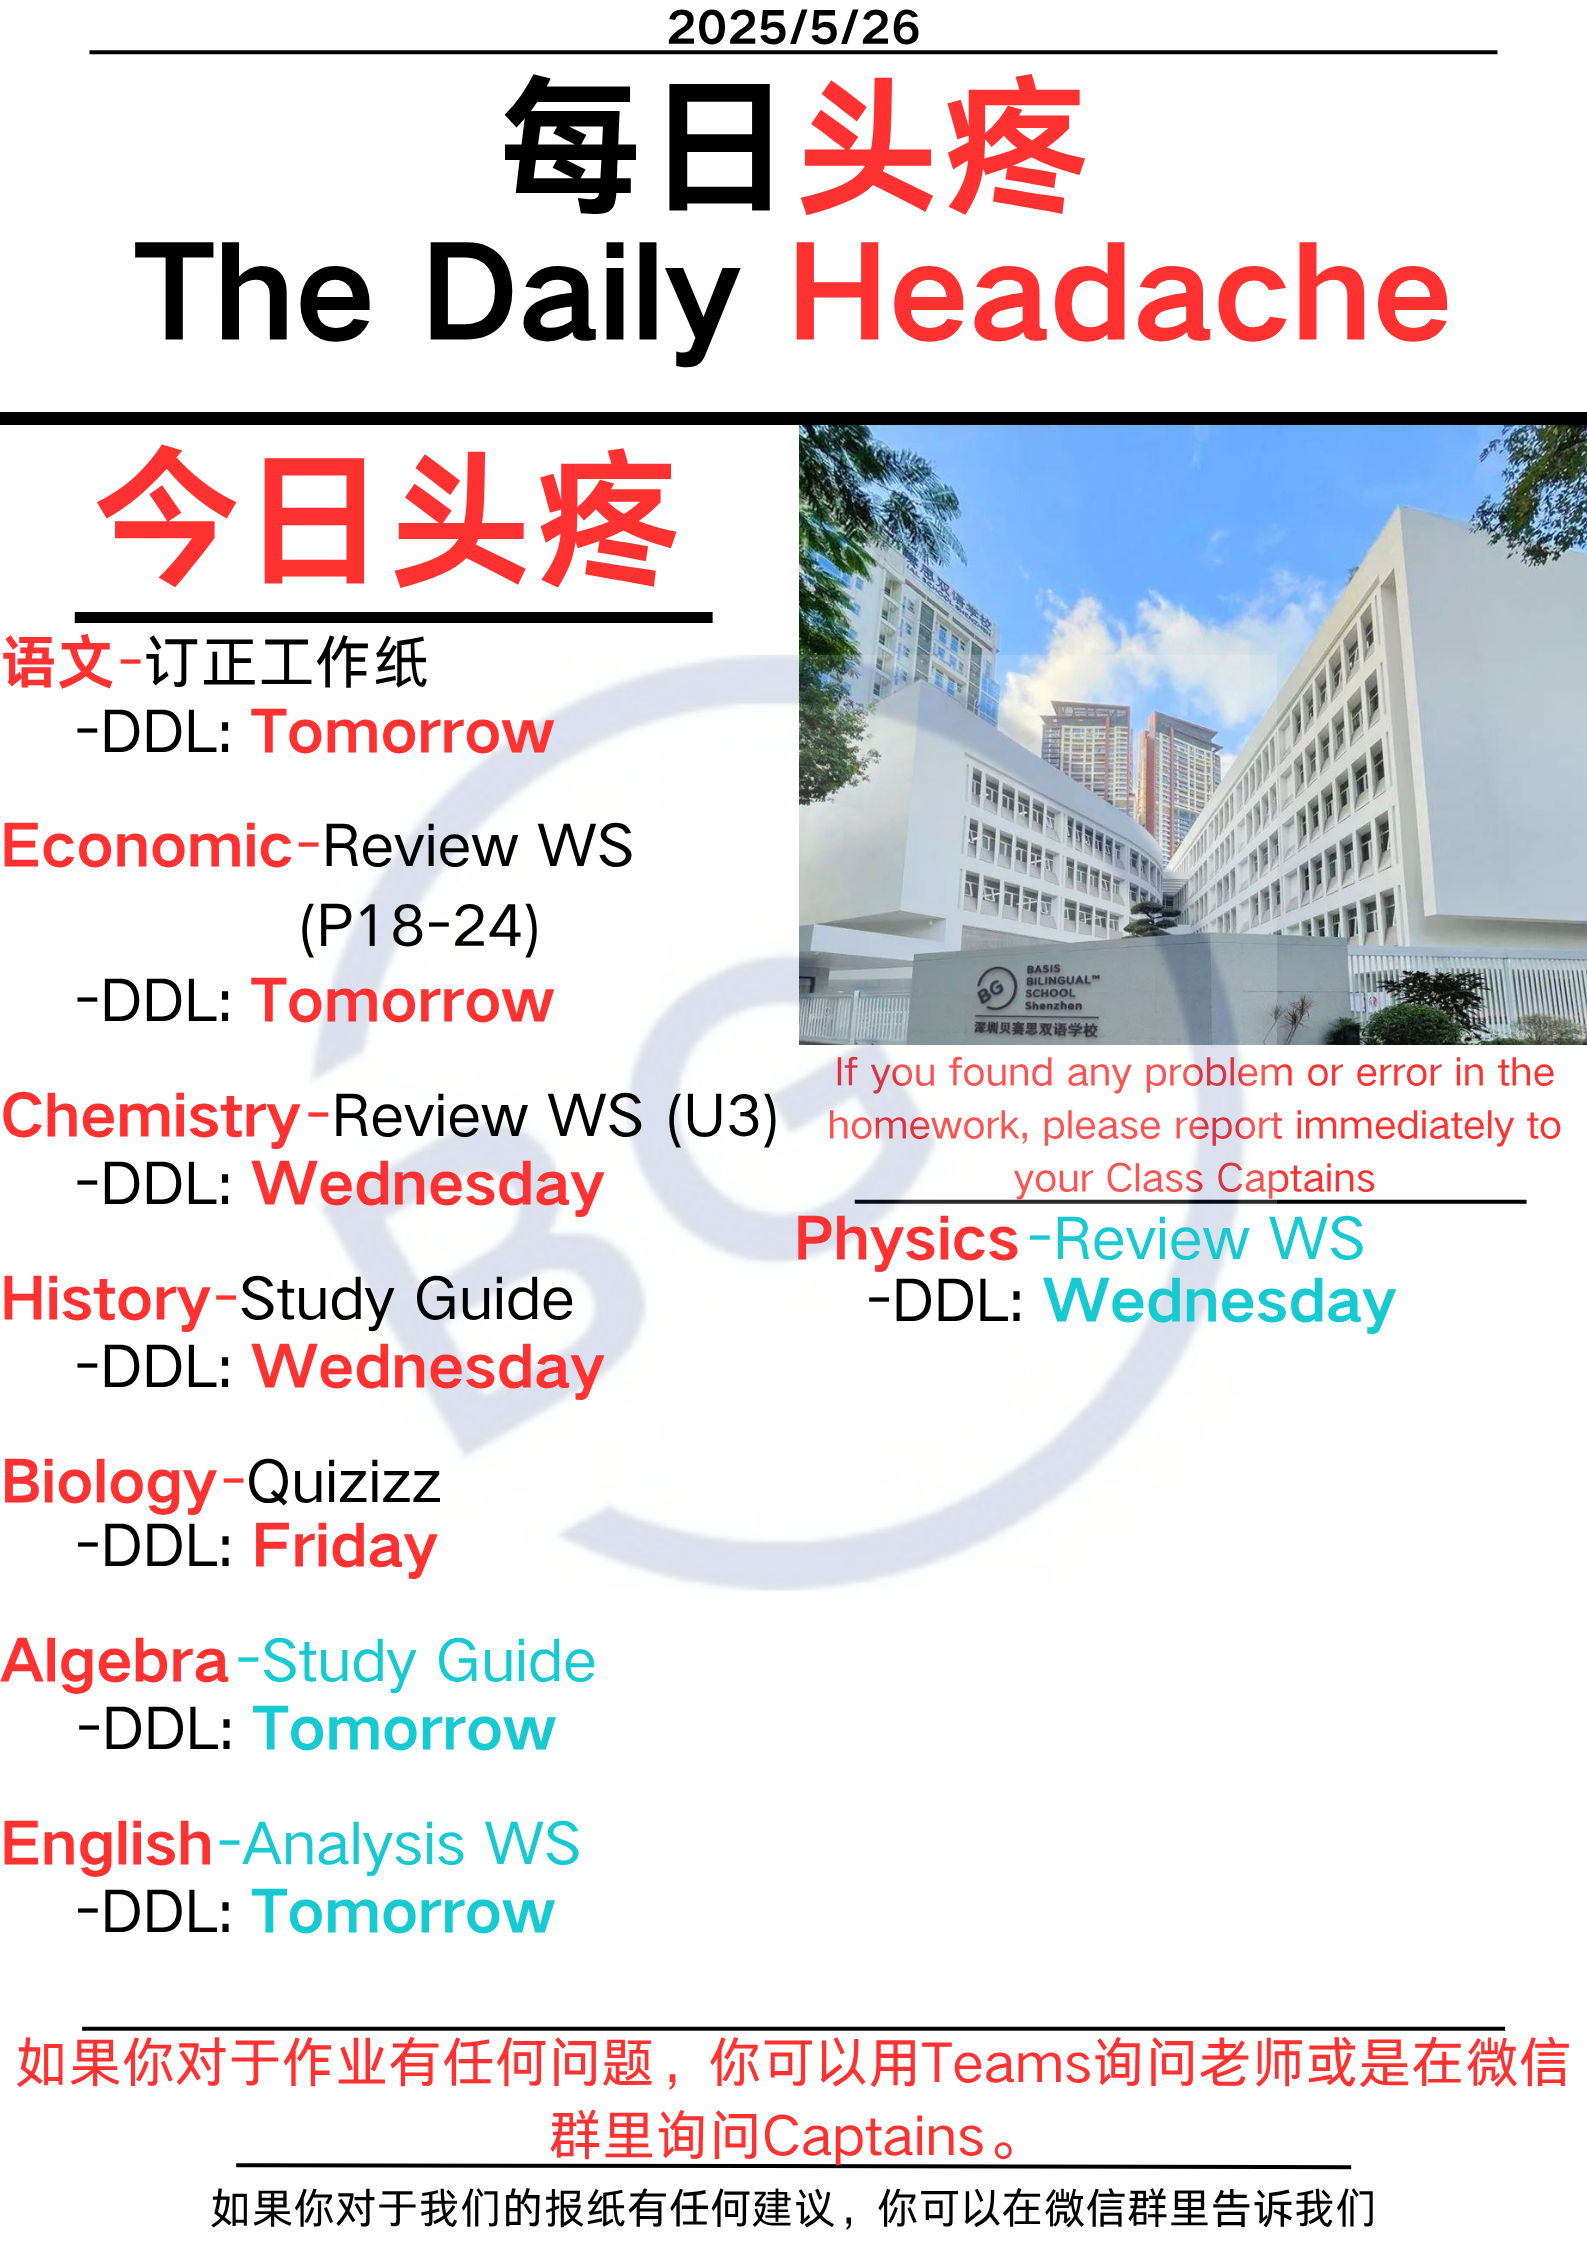 2025/5/26
每日头疼
The Daily Headache
今日头疼
语文-订正工作纸
-DDL: Tomorrow
Economic-Review WS
(P18-24)
-DDL: Tomorrow
Chemistry-Review WS (U3)
-DDL: Wednesday
History-Study Guide
-DDL: Wednesday
Biology-Quizizz
-DDL: Friday
Algebra-Study Guide
-DDL: Tomorrow
English-Analysis WS
-DDL: Tomorrow
思双语学校
BG
BASIS
BILINGUAL™
SCHOOL
Shenzhen
深圳贝赛思双语学校
If you found any problem or error in the
homework, please report immediately to
your Class Captains
Physics-Review WS
-DDL: Wednesday
BG
如果你对于作业有任何问题，你可以用Teams询问老师或是在微信
群里询问Captains。
如果你对于我们的报纸有任何建议，你可以在微信群里告诉我们